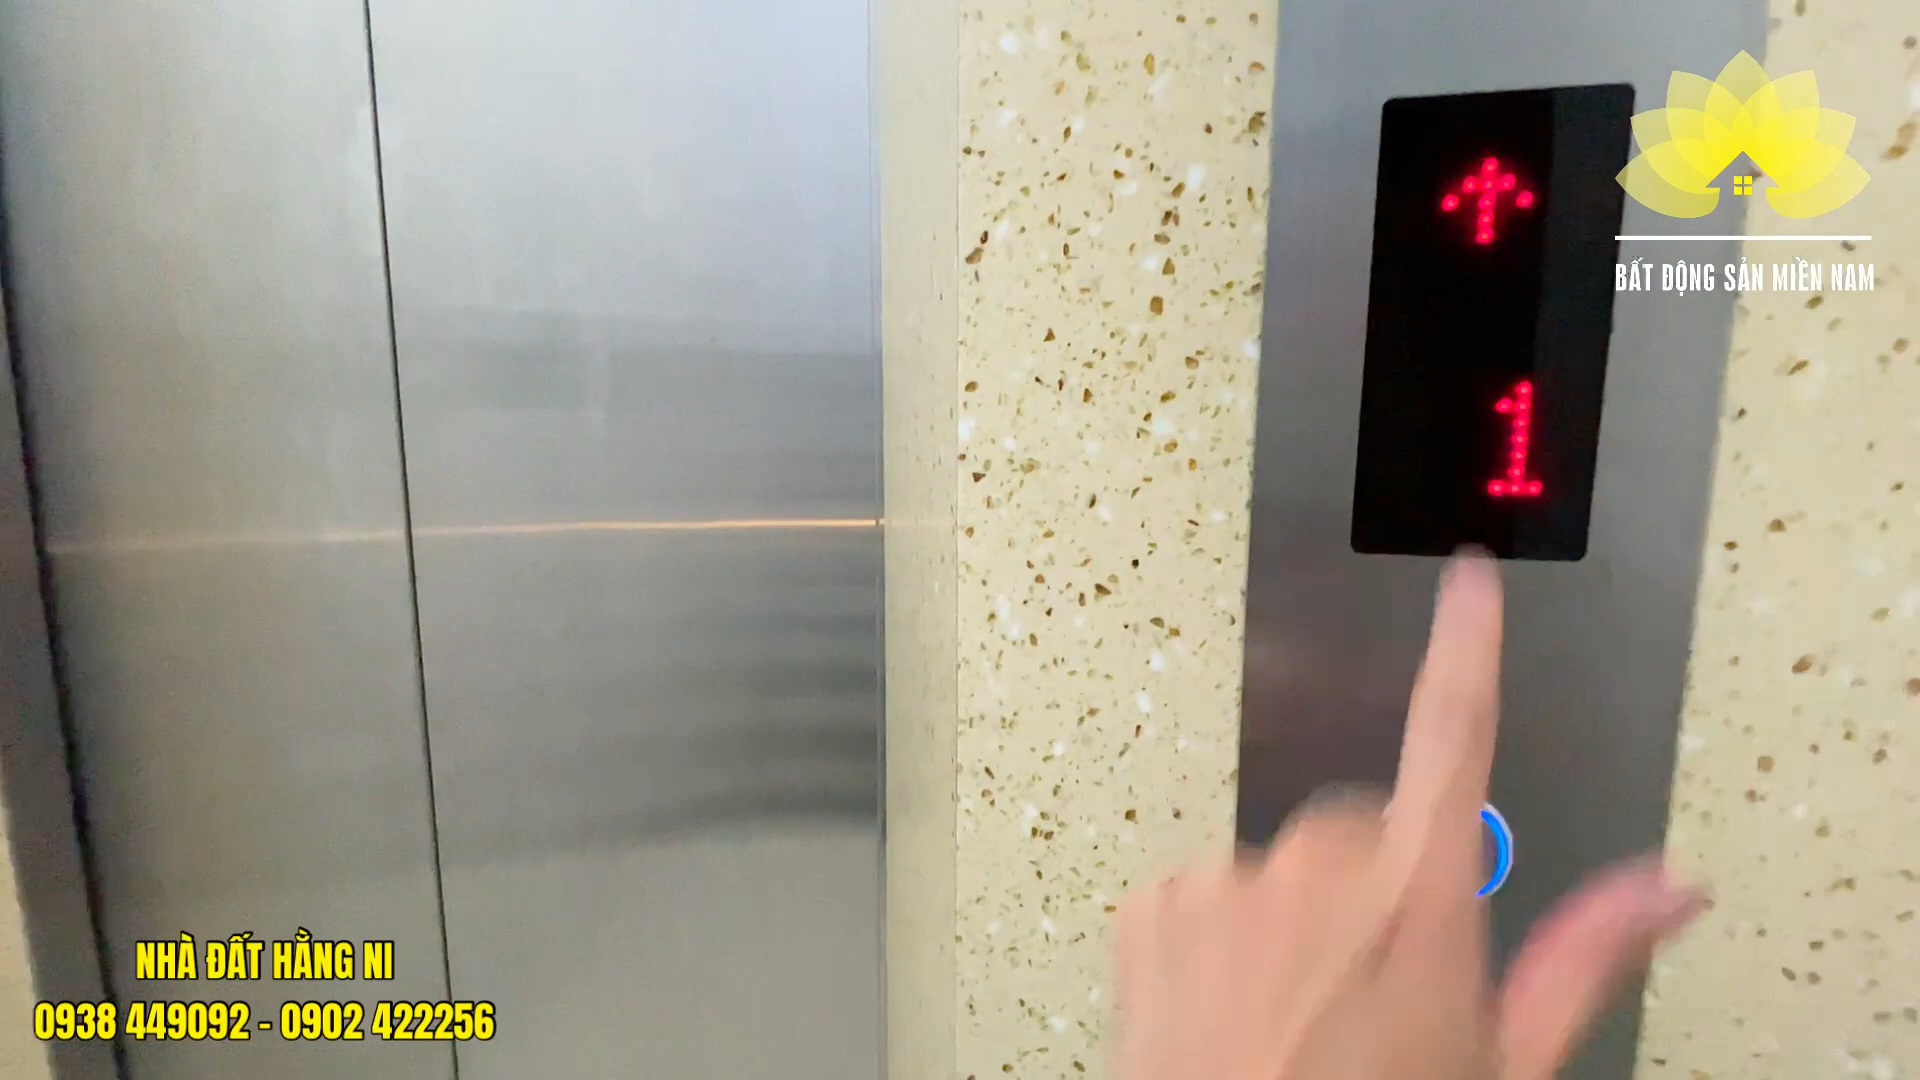 1
BẤT ĐỘNG SẢN MIỀN NAM
NHÀ ĐẤT HẰNG NI
0938 449092 - 0902 422256